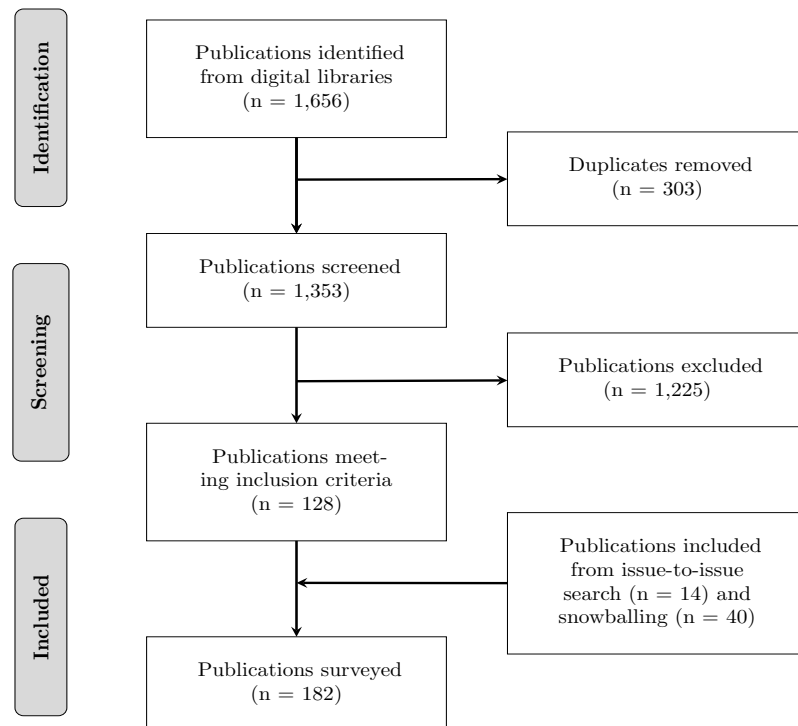 Identification
Publications identified
from digital libraries
(n = 1,656)
Duplicates removed
(n = 303)
Screening
Publications screened
(n = 1,353)
Publications excluded
(n = 1,225)
Publications meet-
ing inclusion criteria
(n = 128)
Included
Publications included
from issue-to-issue
search (n = 14) and
snowballing (n = 40)
Publications surveyed
(n = 182)